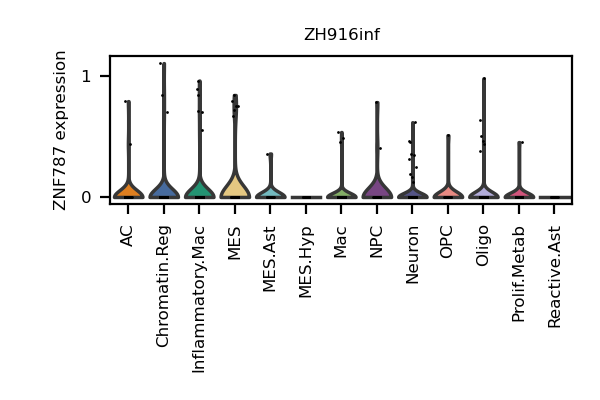 ZH916inf
ZNF787 expression
1
0
AC
Chromatin.Reg
Inflammatory.Mac
MES
MES.Ast
MES.Hyp
Mac
NPC
Neuron
OPC
Oligo
Prolif.Metab
Reactive.Ast